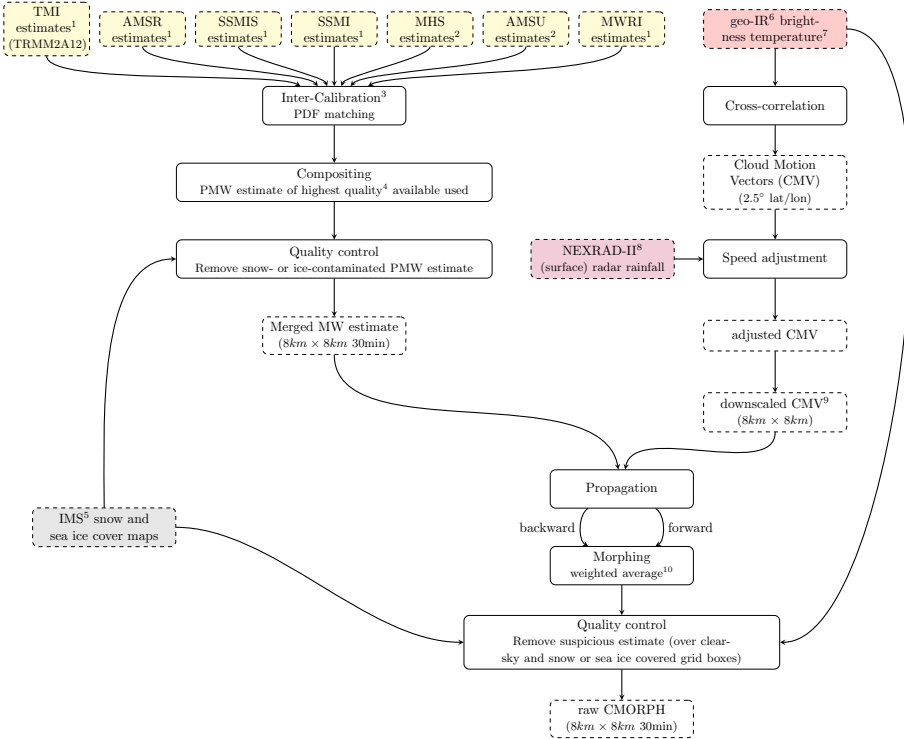 TMI
estimates¹
(TRMM2A12)
AMSR
estimates¹
SSMIS
estimates¹
SSMI
estimates¹
MHS
estimates²
AMSU
estimates²
MWRI
estimates¹
geo-IR⁶ bright-
ness temperature⁷
Inter-Calibration³
PDF matching
Cross-correlation
Compositing
PMW estimate of highest quality⁴ available used
Cloud Motion
Vectors (CMV)
(2.5° lat/lon)
Quality control
Remove snow- or ice-contaminated PMW estimate
NEXRAD-II⁸
(surface) radar rainfall
Speed adjustment
Merged MW estimate
(8km × 8km 30min)
adjusted CMV
downscaled CMV⁹
(8km × 8km)
Propagation
IMS⁵ snow and
sea ice cover maps
backward
forward
Morphing
weighted average¹⁰
Quality control
Remove suspicious estimate (over clear-
sky and snow or sea ice covered grid boxes)
raw CMORPH
(8km × 8km 30min)